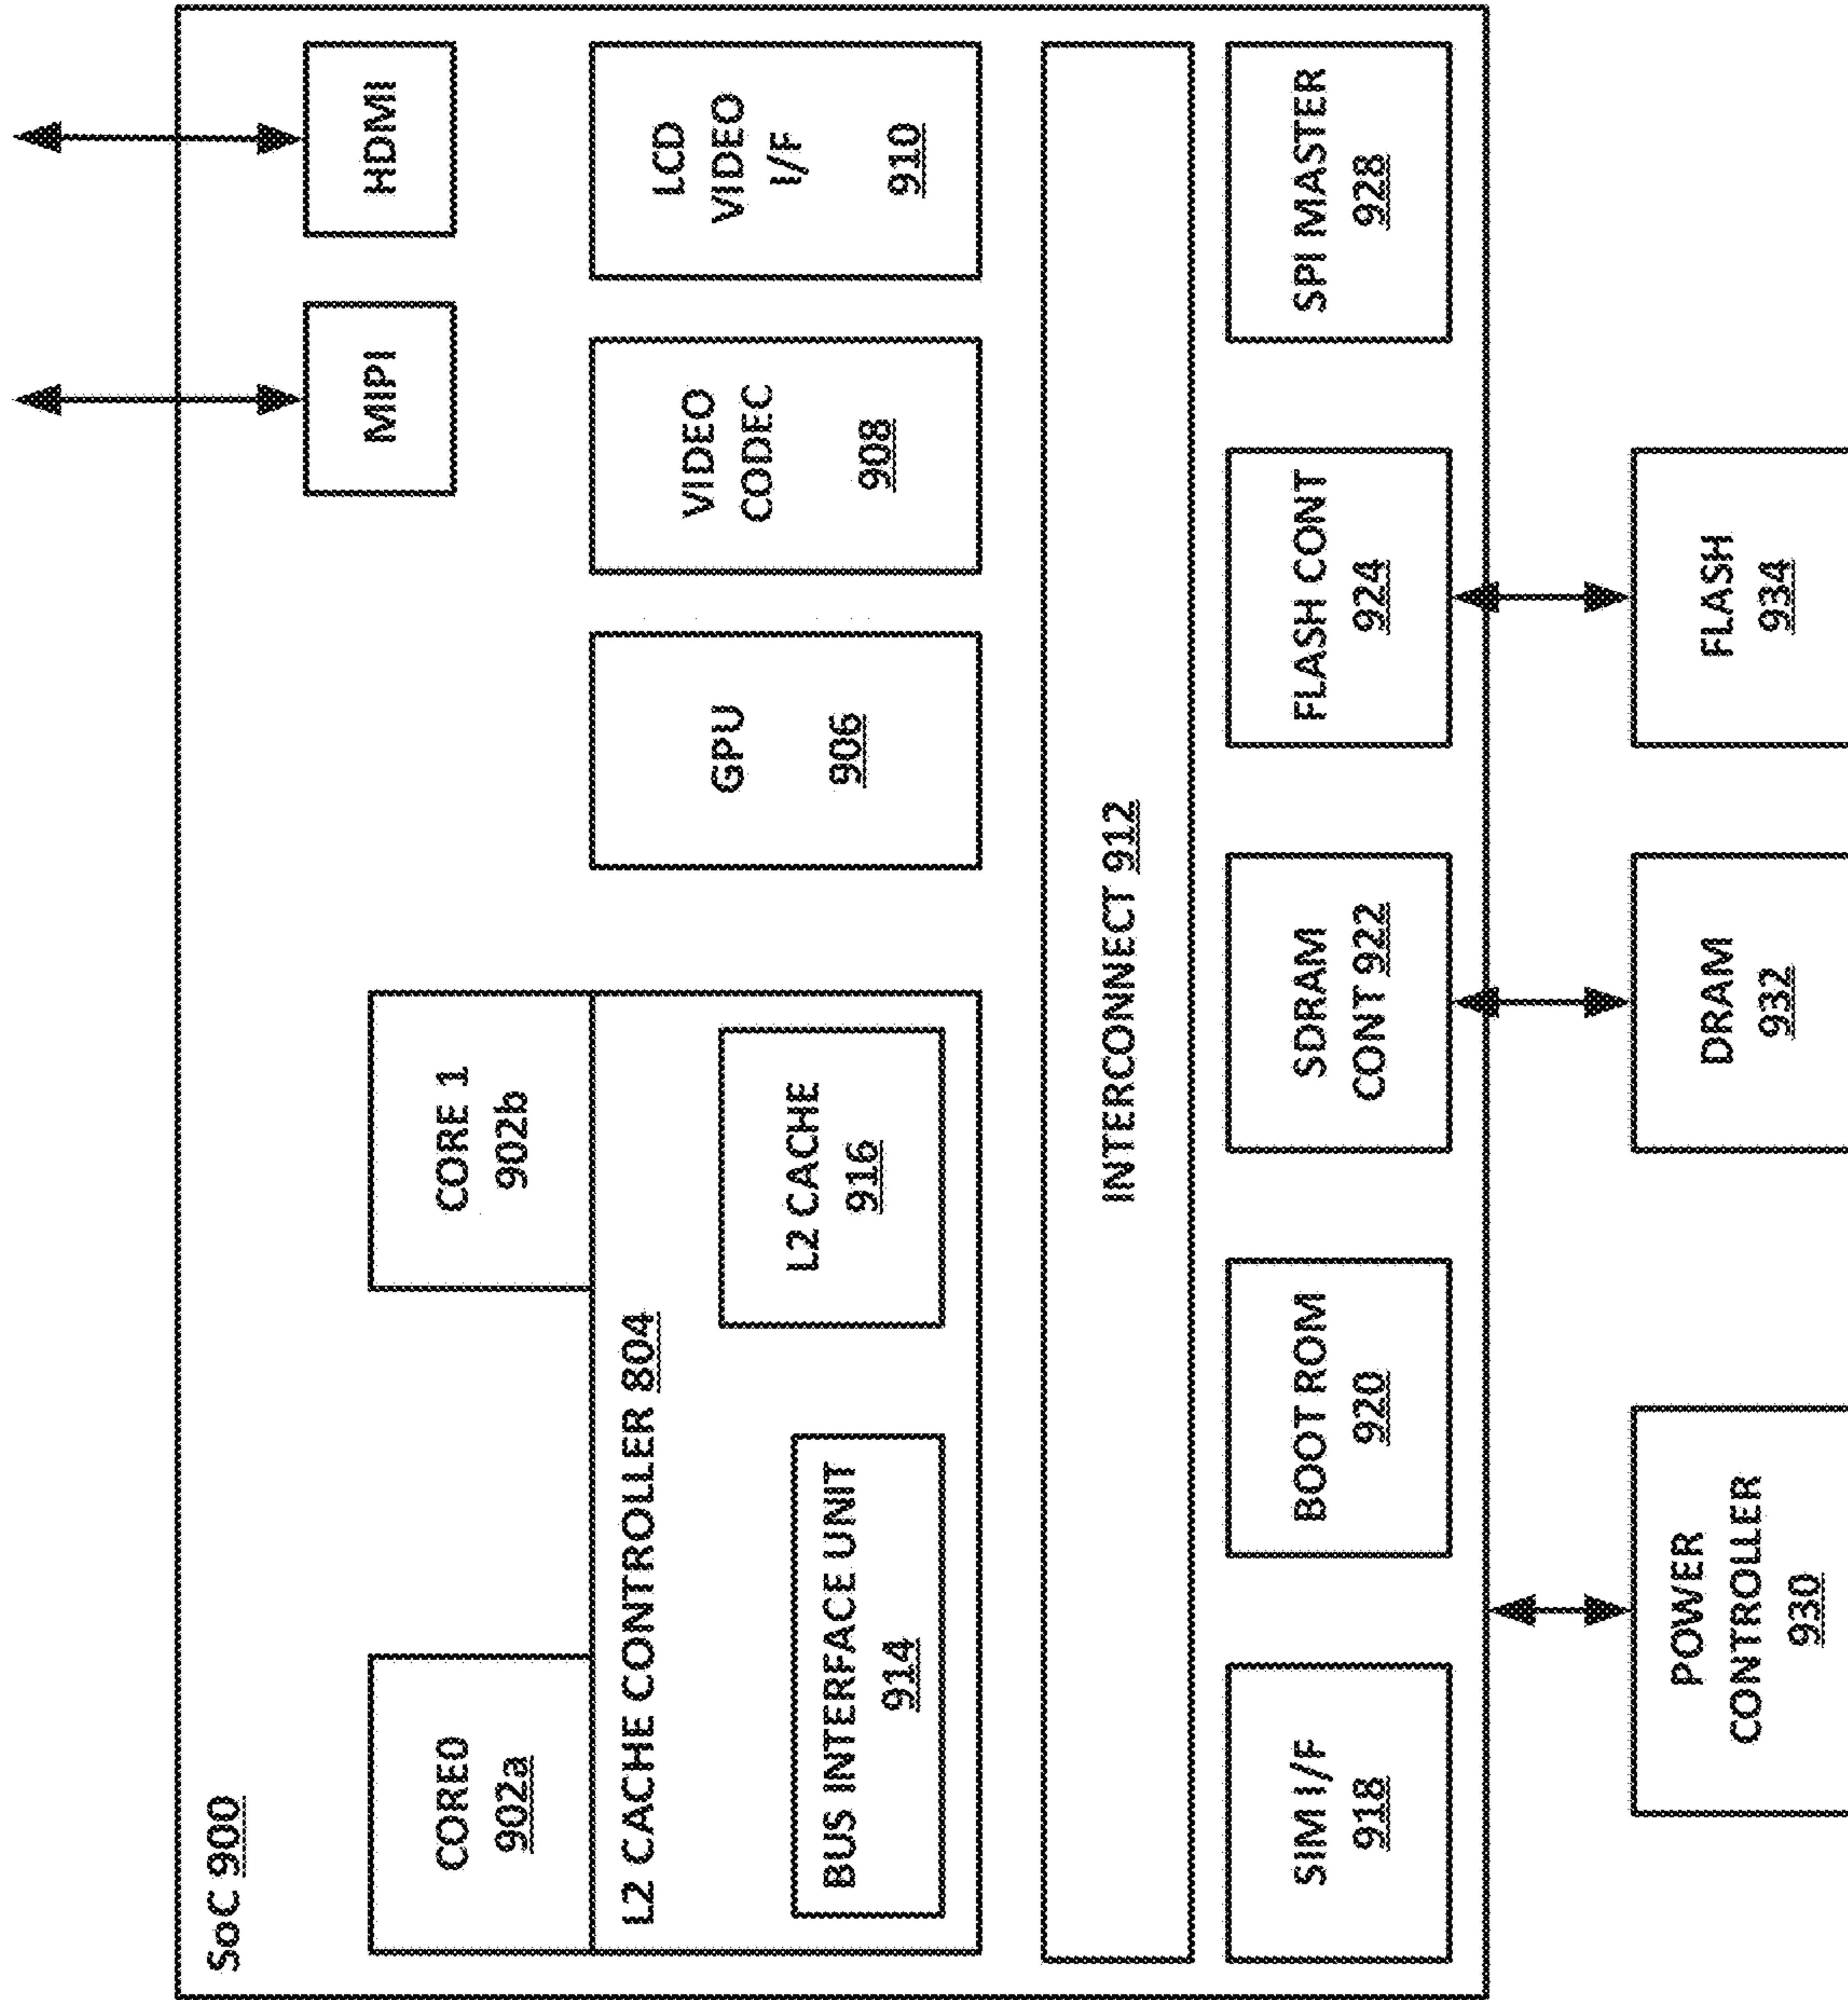 SoC 900
CORE0
902a
CORE 1
902b
MIPI
HDMI
L2 CACHE CONTROLLER 804
BUS INTERFACE UNIT
914
L2 CACHE
916
GPU
906
VIDEO
CODEC
908
LCD
VIDEO
I/F
910
INTERCONNECT 912
SIM I/F
918
BOOT ROM
920
SDRAM
CONT 922
FLASH CONT
924
SPI MASTER
928
POWER
CONTROLLER
930
DRAM
932
FLASH
934